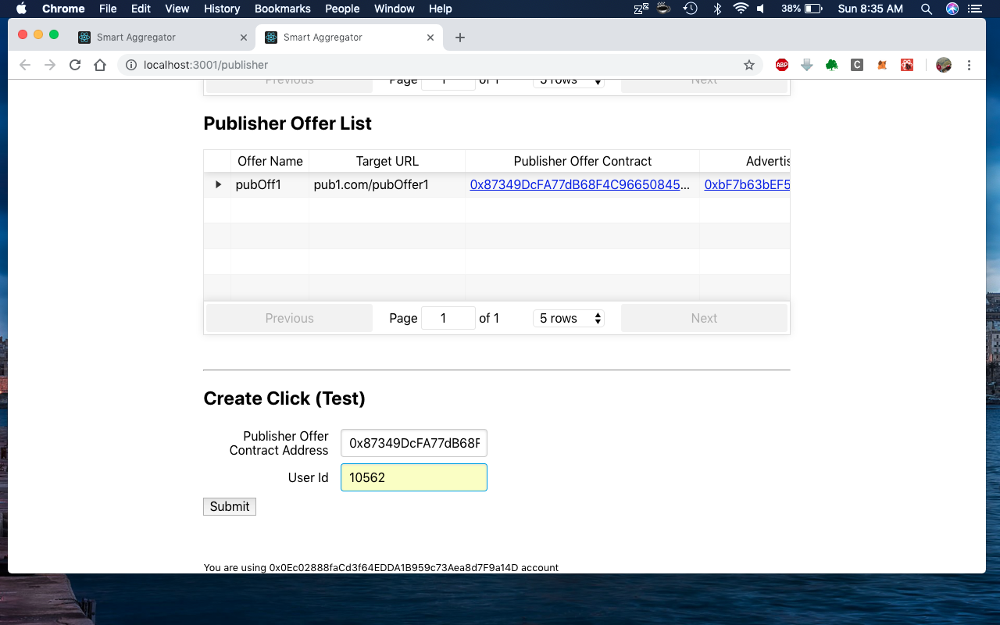 Chrome File Edit View History Bookmarks People Window Help 38% Sun 8:35 AM
Smart Aggregator Smart Aggregator
localhost:3001/publisher ABP C
Previous Page 1 of 1 5 rows Next
Publisher Offer List
Offer Name Target URL Publisher Offer Contract Advertis
pubOff1 pub1.com/pubOffer1 0x87349DcFA77dB68F4C96650845... 0xbF7b63bEF5
Previous Page 1 of 1 5 rows Next
Create Click (Test)
Publisher Offer
Contract Address 0x87349DcFA77dB68F
User Id 10562
Submit
You are using 0x0Ec02888faCd3f64EDDA1B959c73Aea8d7F9a14D account